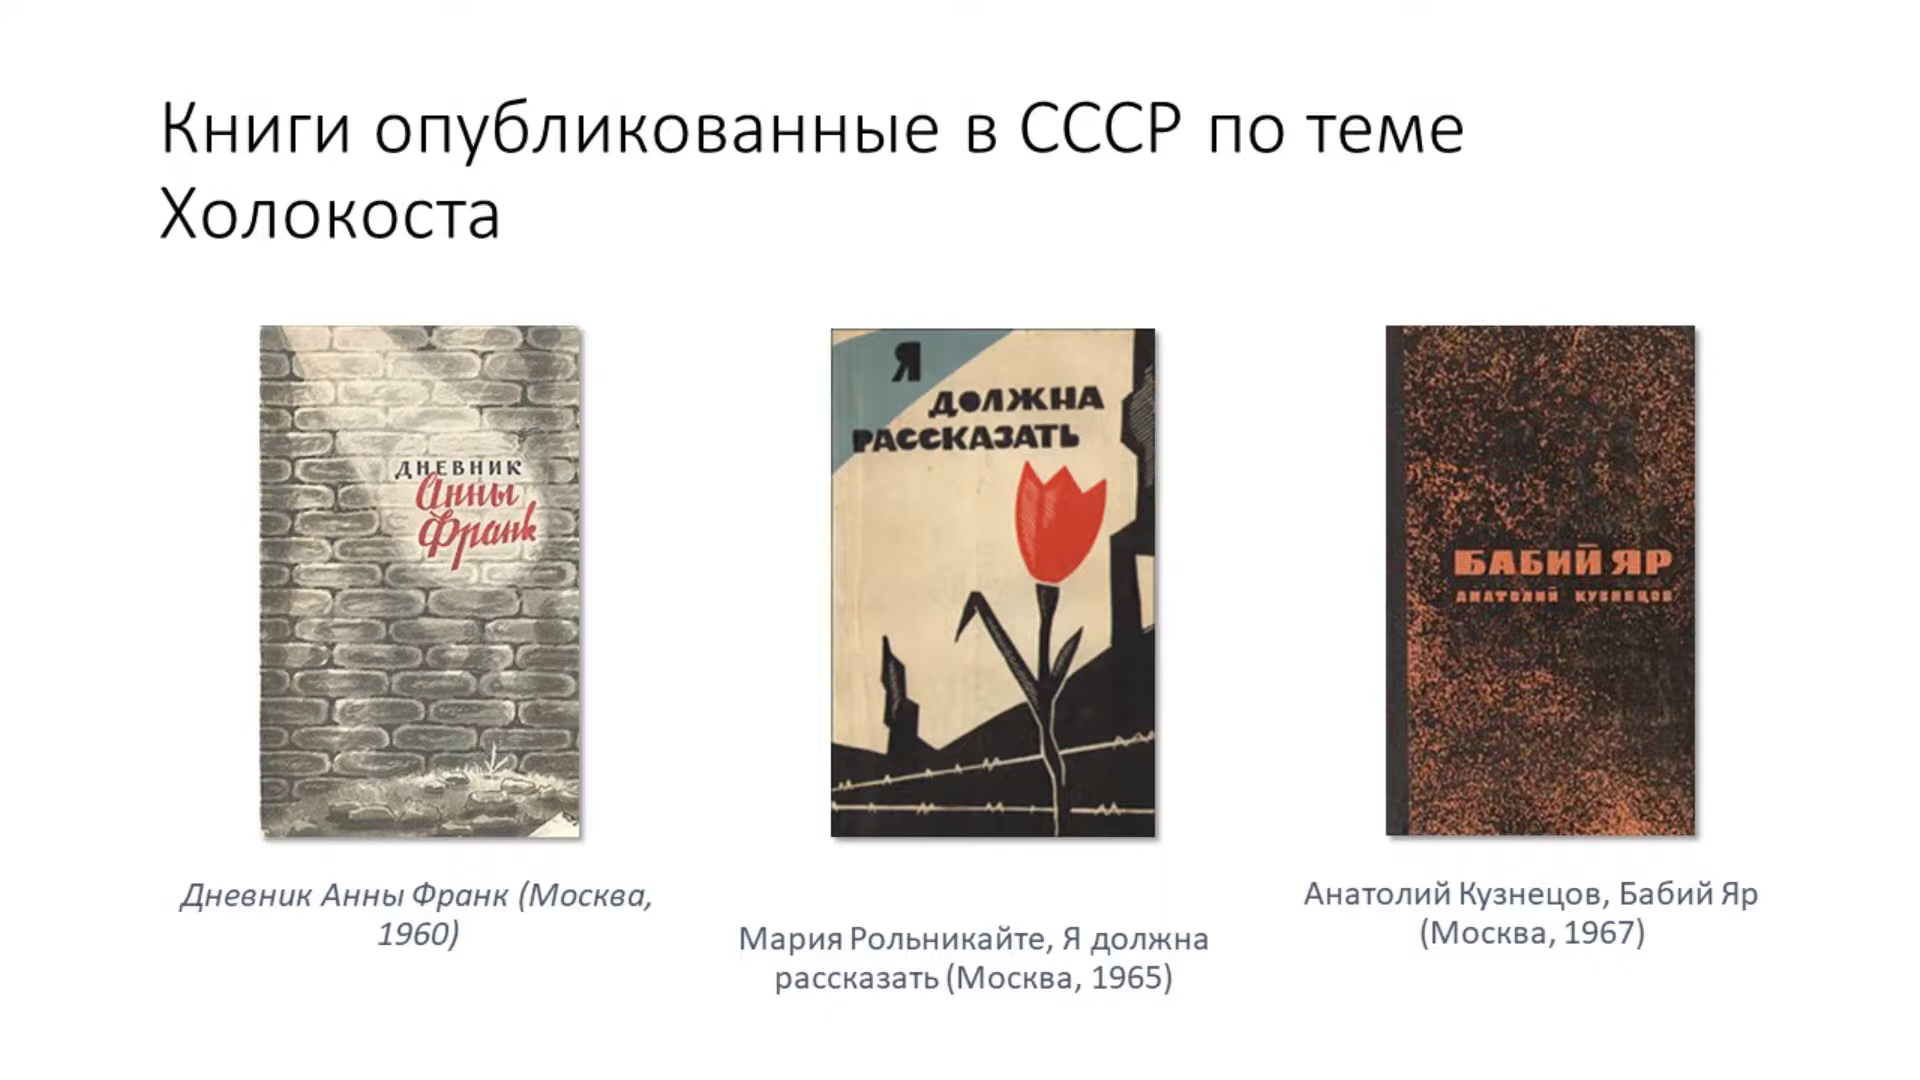 Книги опубликованные в СССР по теме
Холокоста
ДНЕВНИК
Анны
Франк
Я
ДОЛЖНА
РАССКАЗАТЬ
БАБИЙ ЯР
АНАТОЛИЙ КУЗНЕЦОВ
Дневник Анны Франк (Москва,
1960)
Мария Рольникайте, Я должна
рассказать (Москва, 1965)
Анатолий Кузнецов, Бабий Яр
(Москва, 1967)